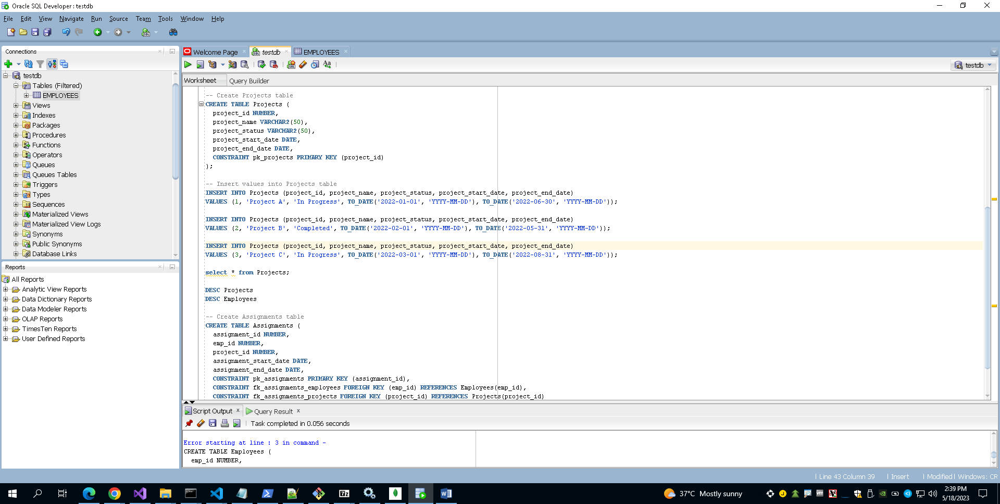 Oracle SQL Developer : testdb
File Edit View Navigate Run Source Team Tools Window Help
Connections
testdb
Tables (Filtered)
EMPLOYEES
Views
Indexes
Packages
Procedures
Functions
Operators
Queues
Queues Tables
Triggers
Types
Sequences
Materialized Views
Materialized View Logs
Synonyms
Public Synonyms
Database Links
Reports
All Reports
Analytic View Reports
Data Dictionary Reports
Data Modeler Reports
OLAP Reports
TimesTen Reports
User Defined Reports
Welcome Page testdb EMPLOYEES
testdb
Worksheet Query Builder
-- Create Projects table
CREATE TABLE Projects (
project_id NUMBER,
project_name VARCHAR2(50),
project_status VARCHAR2(50),
project_start_date DATE,
project_end_date DATE,
CONSTRAINT pk_projects PRIMARY KEY (project_id)
);
-- Insert values into Projects table
INSERT INTO Projects (project_id, project_name, project_status, project_start_date, project_end_date)
VALUES (1, 'Project A', 'In Progress', TO_DATE('2022-01-01', 'YYYY-MM-DD'), TO_DATE('2022-06-30', 'YYYY-MM-DD'));
INSERT INTO Projects (project_id, project_name, project_status, project_start_date, project_end_date)
VALUES (2, 'Project B', 'Completed', TO_DATE('2022-02-01', 'YYYY-MM-DD'), TO_DATE('2022-05-31', 'YYYY-MM-DD'));
INSERT INTO Projects (project_id, project_name, project_status, project_start_date, project_end_date)
VALUES (3, 'Project C', 'In Progress', TO_DATE('2022-03-01', 'YYYY-MM-DD'), TO_DATE('2022-08-31', 'YYYY-MM-DD'));
select * from Projects;
DESC Projects
DESC Employees
-- Create Assignments table
CREATE TABLE Assignments (
assignment_id NUMBER,
emp_id NUMBER,
project_id NUMBER,
assignment_start_date DATE,
assignment_end_date DATE,
CONSTRAINT pk_assignments PRIMARY KEY (assignment_id),
CONSTRAINT fk_assignments_employees FOREIGN KEY (emp_id) REFERENCES Employees(emp_id),
CONSTRAINT fk_assignments_projects FOREIGN KEY (project_id) REFERENCES Projects(project_id)
Script Output Query Result
Task completed in 0.056 seconds
Error starting at line : 3 in command -
CREATE TABLE Employees (
emp_id NUMBER,
Line 43 Column 39 Insert Modified Windows: CR
37°C Mostly sunny
2:39 PM
5/18/2023